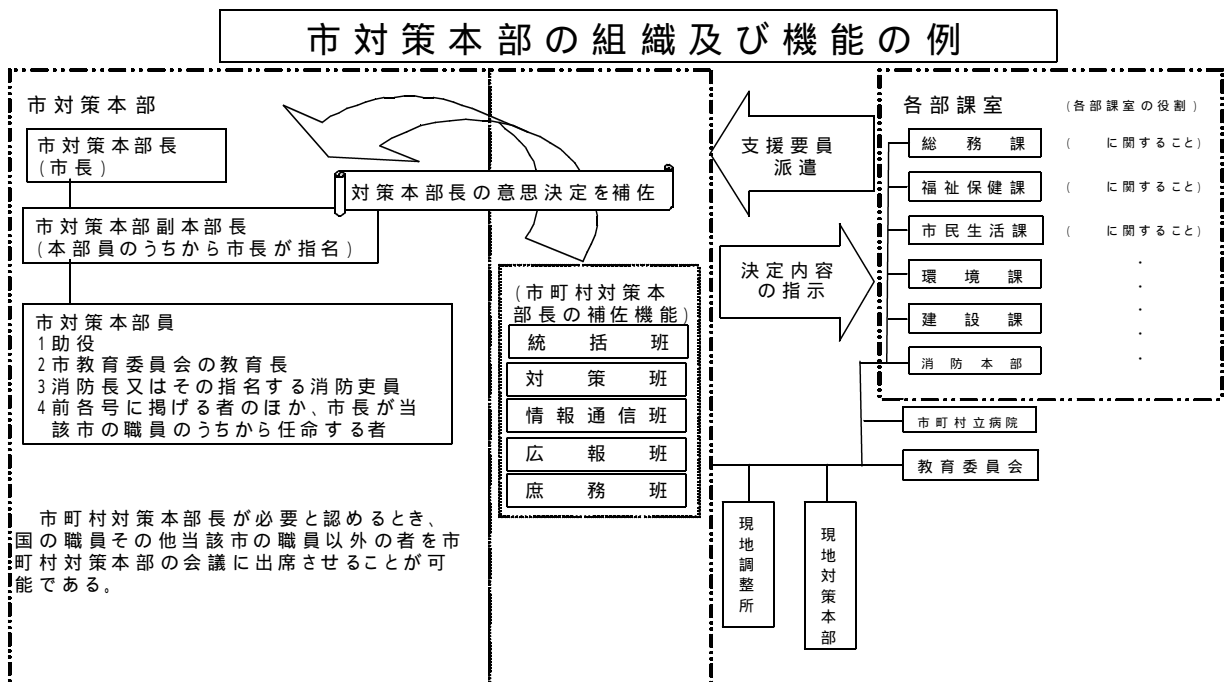 市対策本部の組織及び機能の例
市対策本部
市対策本部長
(市長)
市対策本部副本部長
(本部員のうちから市長が指名)
市対策本部員
1助役
2市教育委員会の教育長
3消防長又はその指名する消防吏員
4前各号に掲げる者のほか、市長が当
該市の職員のうちから任命する者
市町村対策本部長が必要と認めるとき、
国の職員その他当該市の職員以外の者を市
町村対策本部の会議に出席させることが可
能である。
対策本部長の意思決定を補佐
(市町村対策本
部長の補佐機能)
統括班
対策班
情報通信班
広報班
庶務班
支援要員
派遣
決定内容
の指示
各部課室 (各部課室の役割)
総務課 ( に関すること)
福祉保健課 ( に関すること)
市民生活課 ( に関すること)
環境課
建設課
消防本部
市町村立病院
教育委員会
現地調整所
現地対策本部